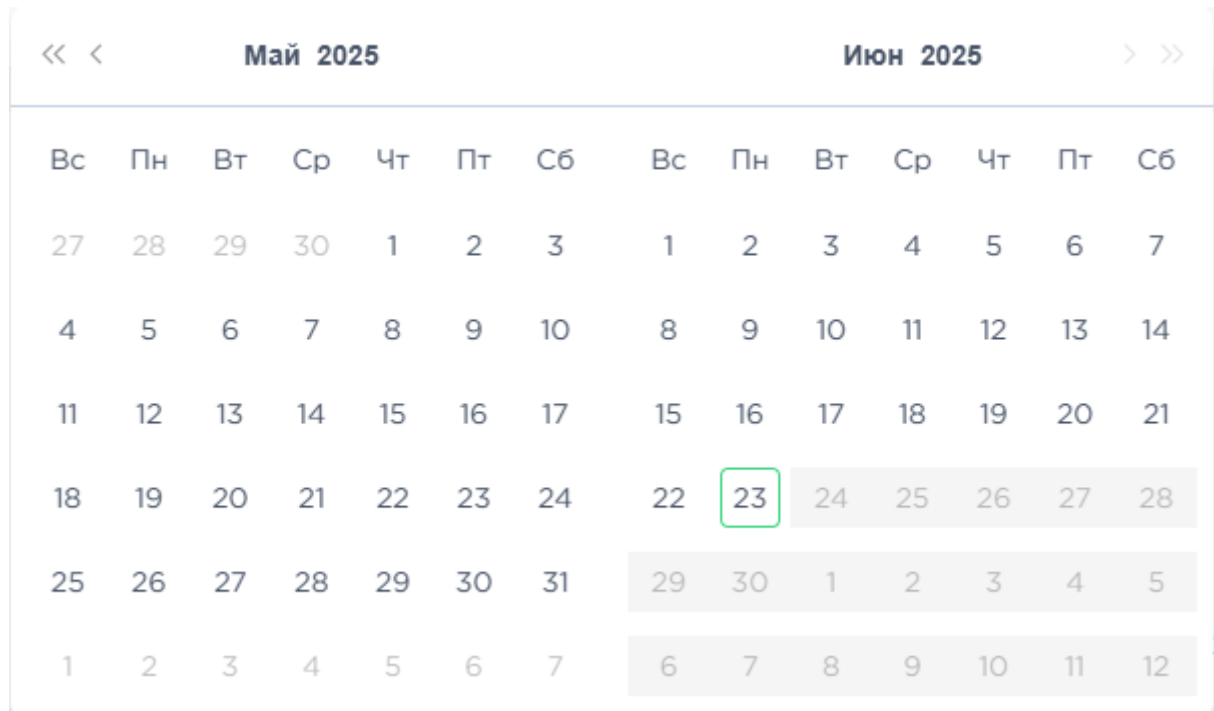 « < Май 2025 Июн 2025 > »
Вс Пн Вт Ср Чт Пт Сб Вс Пн Вт Ср Чт Пт Сб
27 28 29 30 1 2 3 1 2 3 4 5 6 7
4 5 6 7 8 9 10 8 9 10 11 12 13 14
11 12 13 14 15 16 17 15 16 17 18 19 20 21
18 19 20 21 22 23 24 22 23 24 25 26 27 28
25 26 27 28 29 30 31 29 30 1 2 3 4 5
1 2 3 4 5 6 7 6 7 8 9 10 11 12